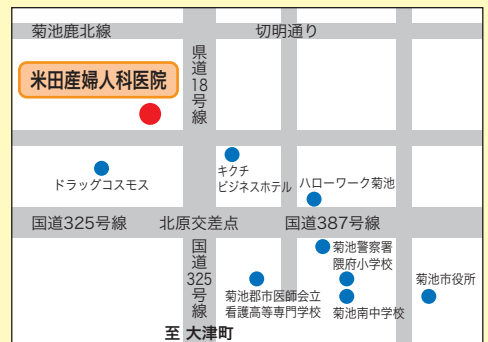 菊池鹿北線
切明通り
県道18号線
米田産婦人科医院
ドラッグコスモス
キクチ
ビジネスホテル
ハローワーク菊池
国道325号線
北原交差点
国道387号線
国道325号線
菊池警察署
隈府小学校
菊池郡市医師会立
看護高等専門学校
菊池南中学校
菊池市役所
至 大津町